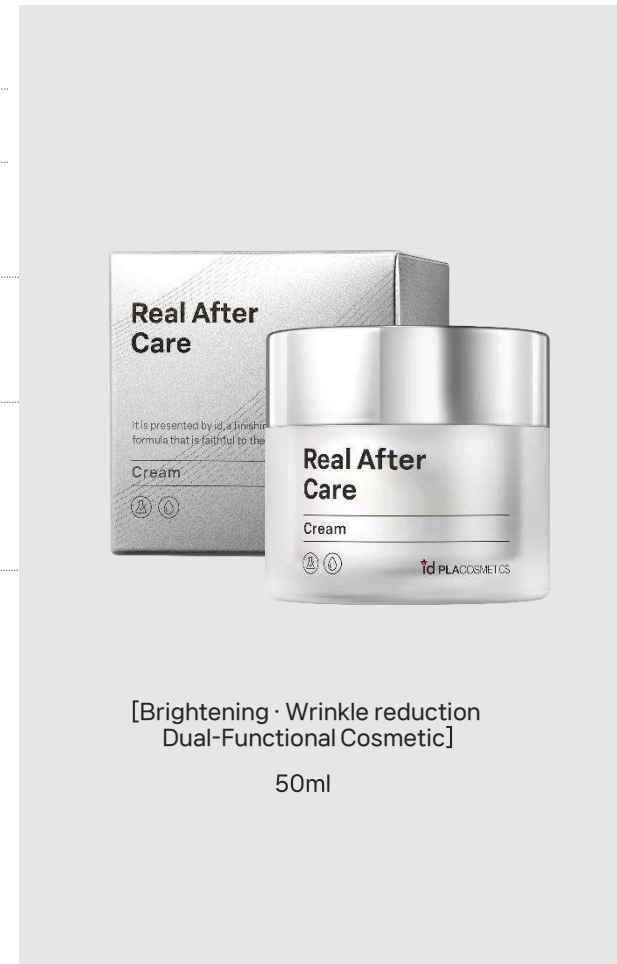 Real After
Care
It is presented by id, a finishin
formula that is faithful to the
Cream
Real After
Care
Cream
id PLACOSMETICS
[Brightening · Wrinkle reduction
Dual-Functional Cosmetic]
50ml